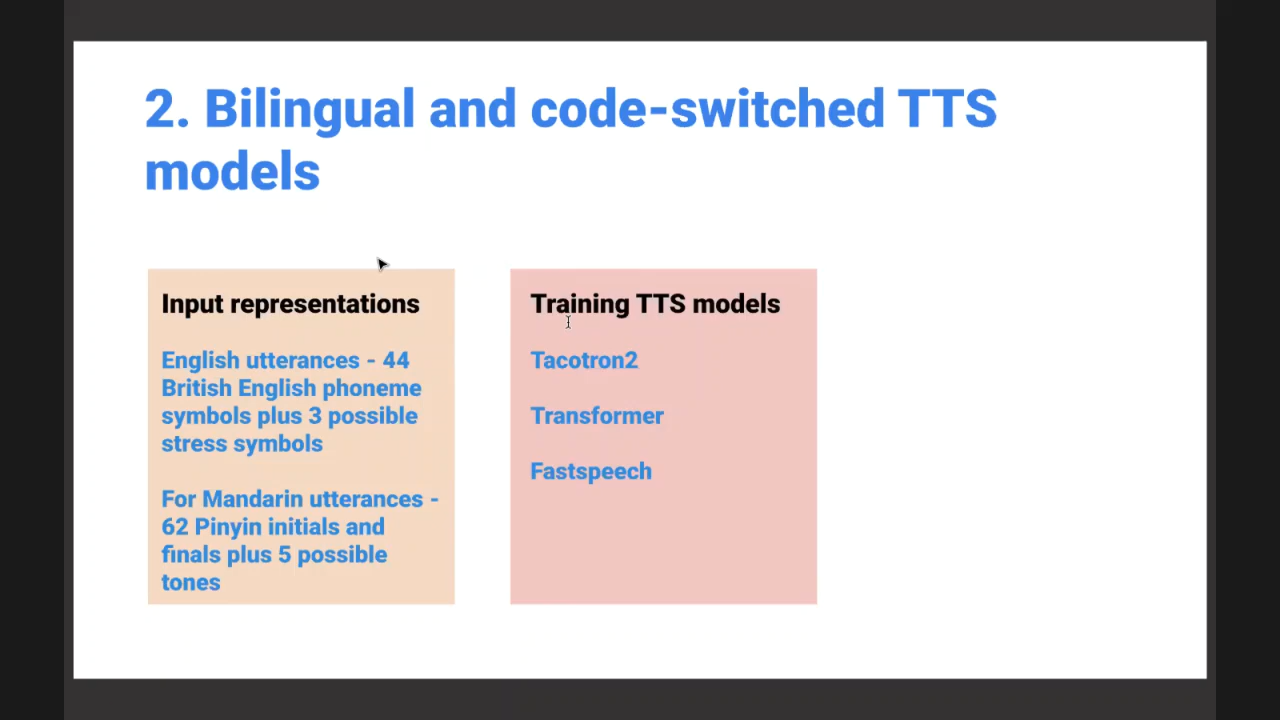 2. Bilingual and code-switched TTS
models
Input representations
English utterances - 44
British English phoneme
symbols plus 3 possible
stress symbols
For Mandarin utterances -
62 Pinyin initials and
finals plus 5 possible
tones
Training TTS models
Tacotron2
Transformer
Fastspeech